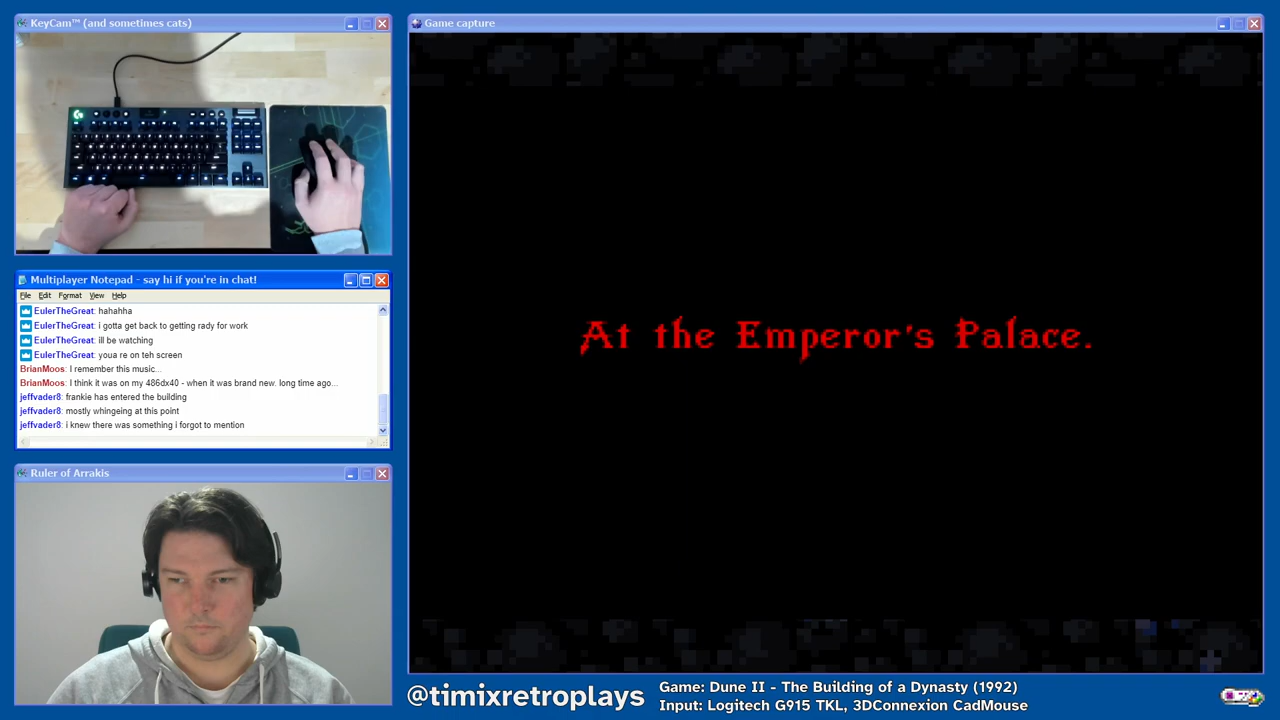 KeyCam™ (and sometimes cats)
Game capture
At the Emperor's Palace.
Multiplayer Notepad - say hi if you're in chat!
File Edit Format View Help
EulerTheGreat: hahahha
EulerTheGreat: i gotta get back to getting rady for work
EulerTheGreat: ill be watching
EulerTheGreat: youa re on teh screen
BrianMoos: I remember this music...
BrianMoos: I think it was on my 486dx40 - when it was brand new. long time ago...
jeffvader8: frankie has entered the building
jeffvader8: mostly whingeing at this point
jeffvader8: i knew there was something i forgot to mention
Ruler of Arrakis
@timixretroplays
Game: Dune II - The Building of a Dynasty (1992)
Input: Logitech G915 TKL, 3DConnexion CadMouse